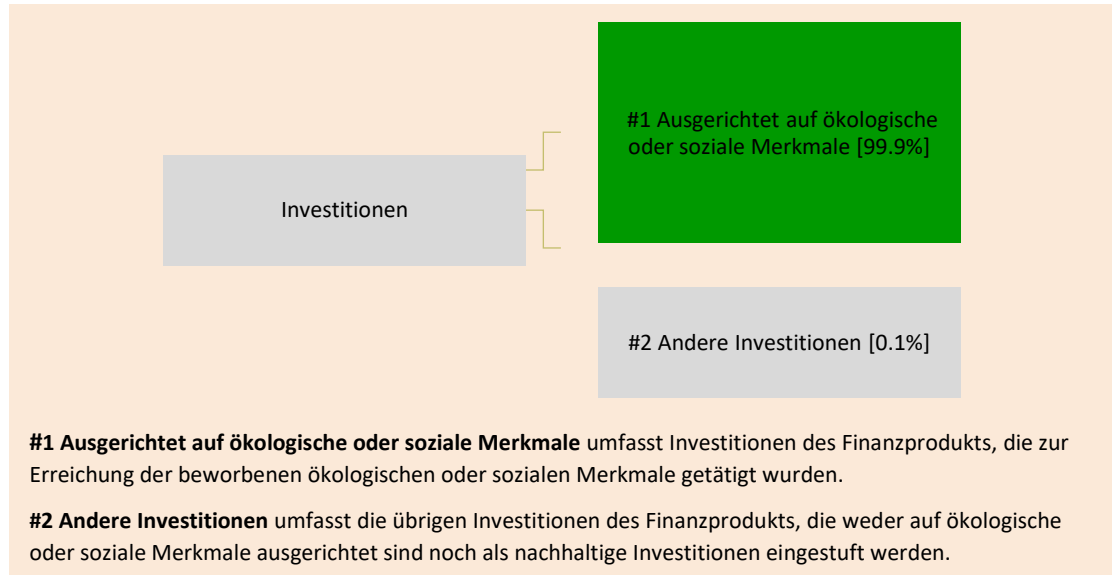 #1 Ausgerichtet auf ökologische
oder soziale Merkmale [99.9%]
Investitionen
#2 Andere Investitionen [0.1%]
#1 Ausgerichtet auf ökologische oder soziale Merkmale umfasst Investitionen des Finanzprodukts, die zur
Erreichung der beworbenen ökologischen oder sozialen Merkmale getätigt wurden.
#2 Andere Investitionen umfasst die übrigen Investitionen des Finanzprodukts, die weder auf ökologische
oder soziale Merkmale ausgerichtet sind noch als nachhaltige Investitionen eingestuft werden.